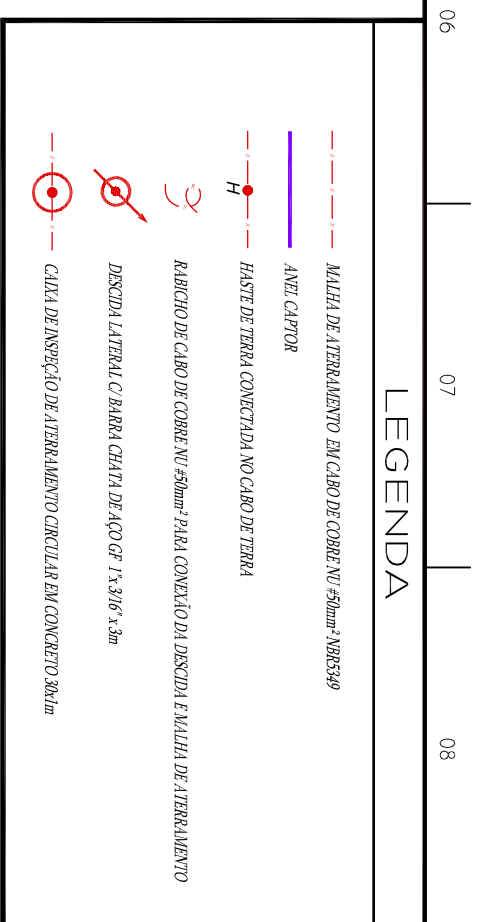 06
07
08
LEGENDA
MALHA DE ATERRAMENTO EM CABO DE COBRE NU #50mm² NBR5349
ANEL CAPTOR
H
HASTE DE TERRA CONECTADA NO CABO DE TERRA
RABICHO DE CABO DE COBRE NU #50mm² PARA CONEXÃO DA DESCIDA E MALHA DE ATERRAMENTO
DESCIDA LATERAL C/ BARRA CHATA DE AÇO GF 1"x 3/16" x 3m
CAIXA DE INSPEÇÃO DE ATERRAMENTO CIRCULAR EM CONCRETO 30x1m